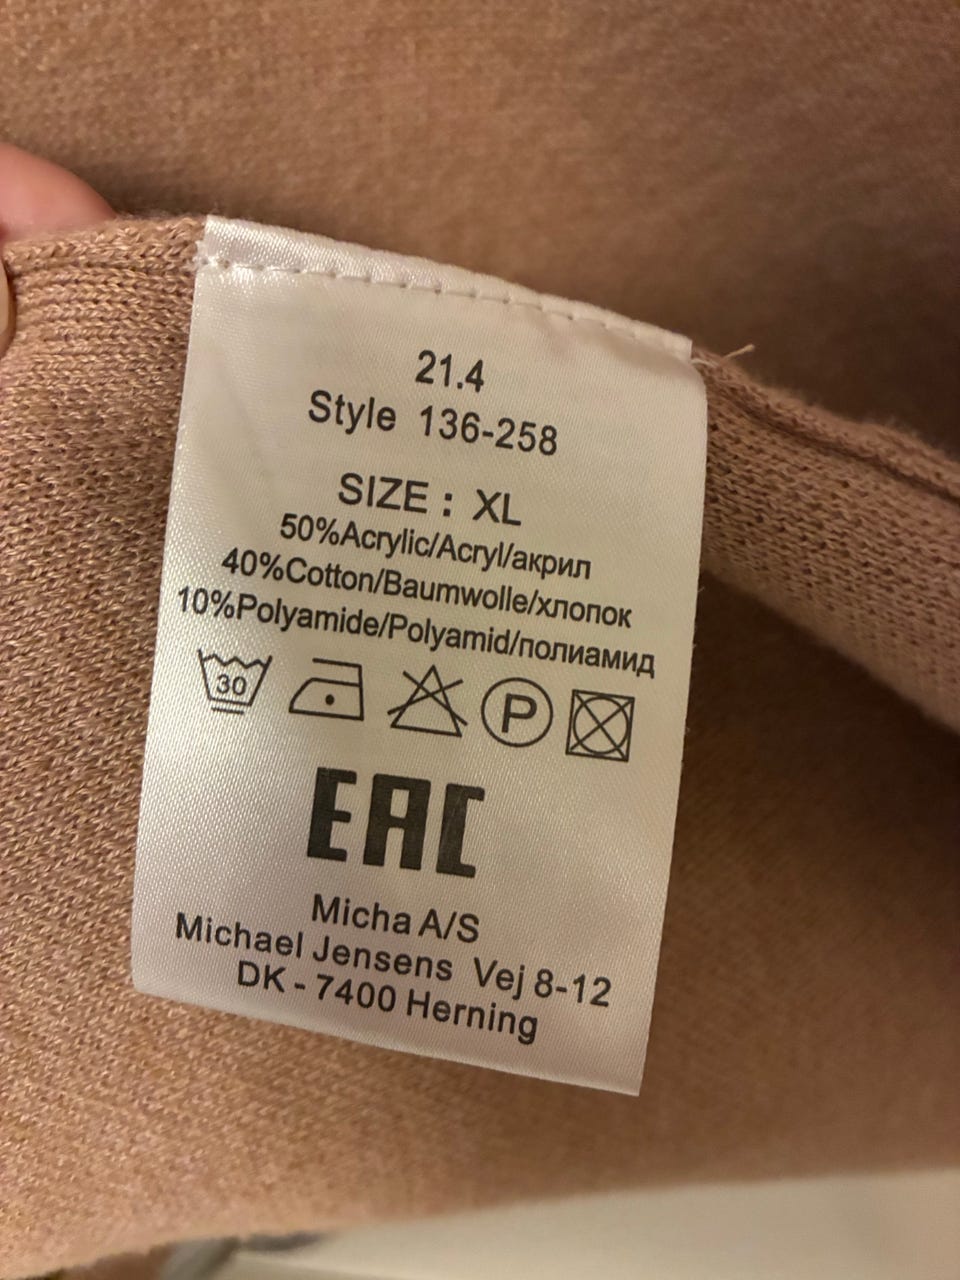 21.4
Style 136-258
SIZE : XL
50%Acrylic/Acryl/акрил
40%Cotton/Baumwolle/хлопок
10%Polyamide/Polyamid/полиамид
30 P
EAC
Micha A/S
Michael Jensens Vej 8-12
DK - 7400 Herning